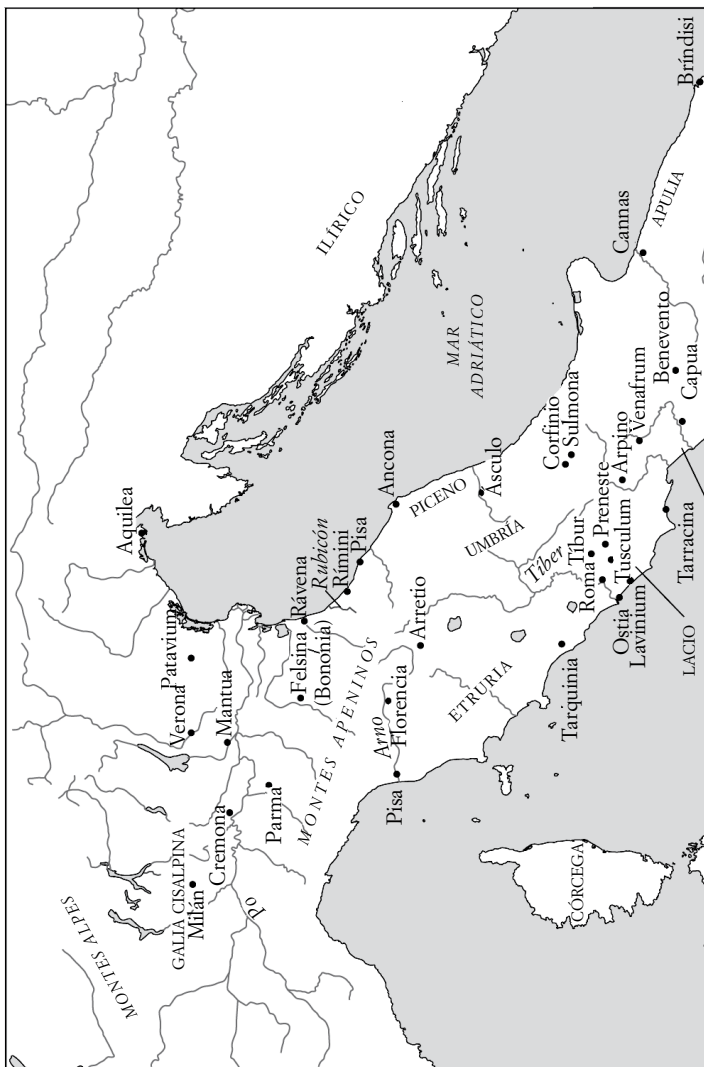 MONTES ALPES
GALIA CISALPINA
Milán
Cremona
Po
Parma
Verona
Mantua
Patavium
Aquilea
Felsina
(Bononia)
Rávena
Rubicón
Rímini
Pisa
MONTES APENINOS
Arno
Florencia
Pisa
Arretio
Ancona
PICENO
Ásculo
UMBRÍA
ETRURIA
Tíber
Tarquinia
Roma
Tíbur
Preneste
Tusculum
Ostia
Lavinium
LACIO
Tarracina
Corfinio
Sulmona
Arpino
Venafrum
Benevento
Capua
Cannas
APULIA
Bríndisi
ILÍRICO
MAR
ADRIÁTICO
CÓRCEGA